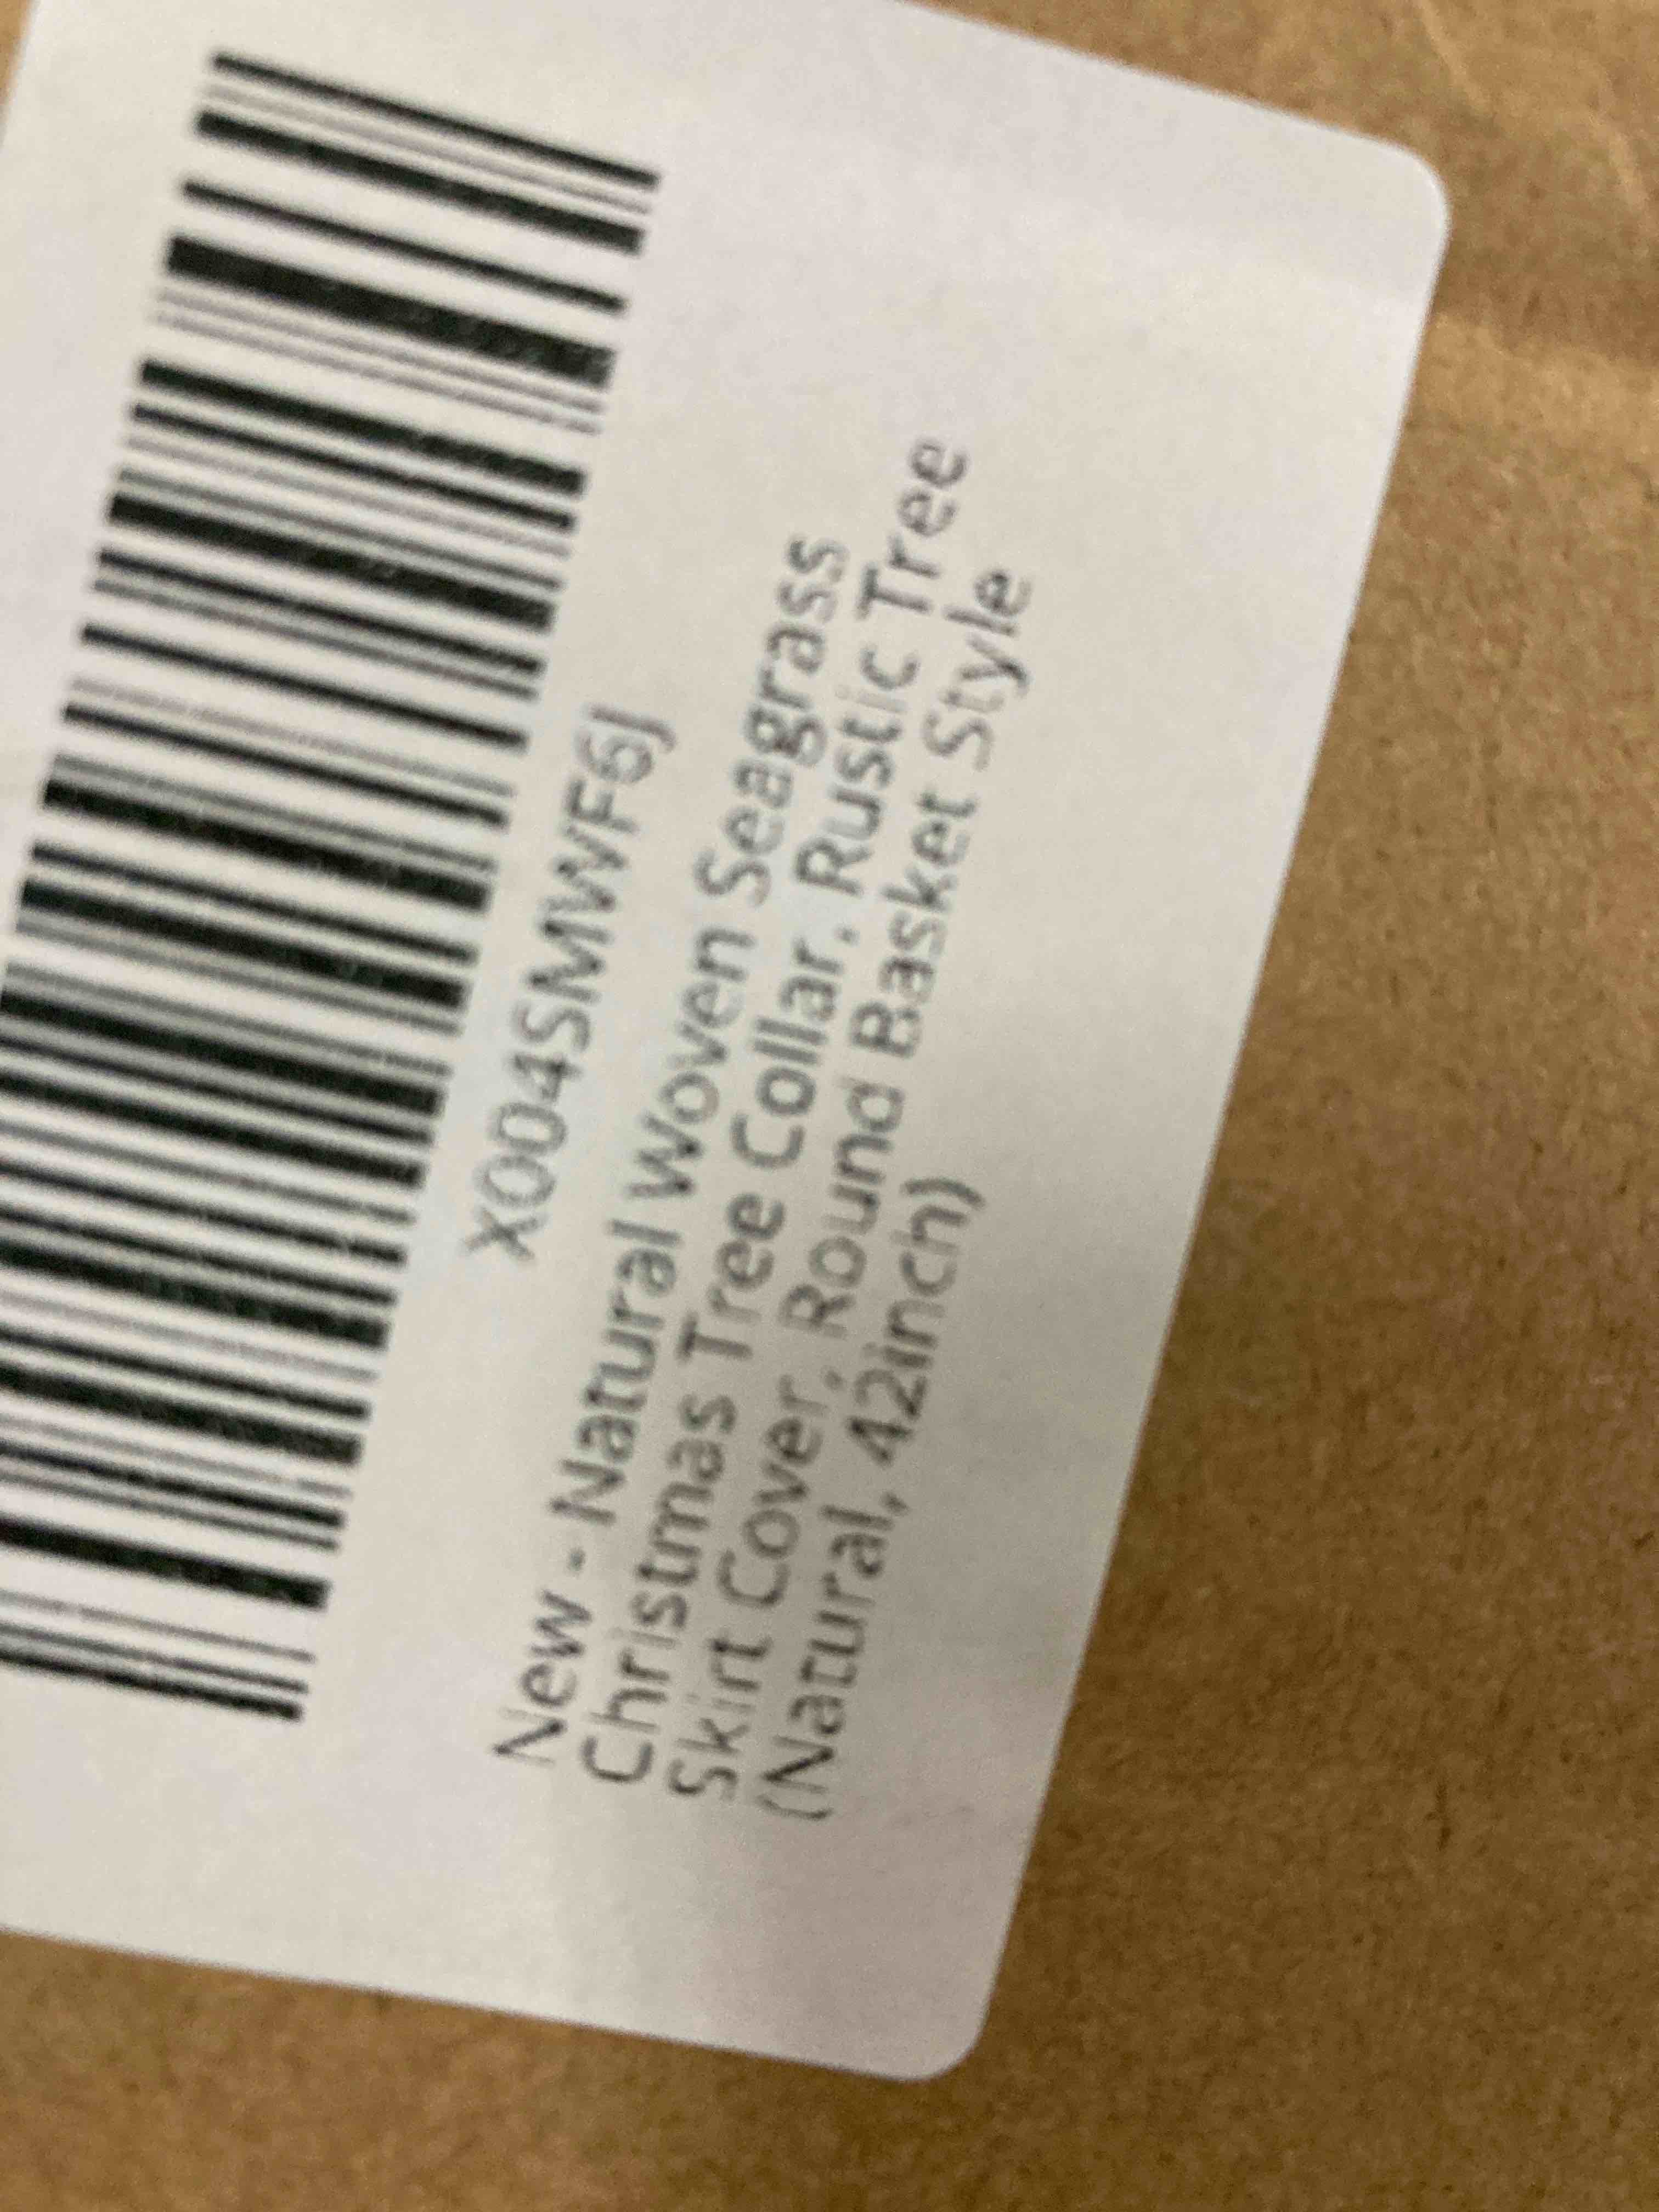 X004SMWF6J
New - Natural Woven Seagrass
Christmas Tree Collar, Rustic Tree
Skirt Cover, Round Basket Style
(Natural, 42inch)